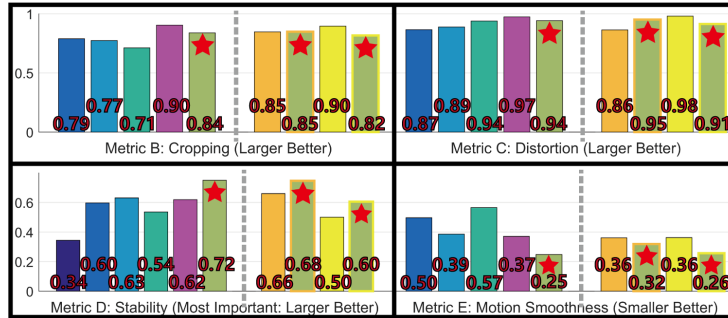 1
0.5
0
0.79 0.77 0.71 0.90 0.84 0.85 0.85 0.90 0.82
Metric B: Cropping (Larger Better)
0.87 0.89 0.94 0.97 0.94 0.86 0.95 0.98 0.91
Metric C: Distortion (Larger Better)
0.6
0.4
0.2
0
0.34 0.60 0.63 0.54 0.62 0.72 0.66 0.68 0.50 0.60
Metric D: Stability (Most Important: Larger Better)
0.50 0.39 0.57 0.37 0.25 0.36 0.32 0.36 0.26
Metric E: Motion Smoothness (Smaller Better)